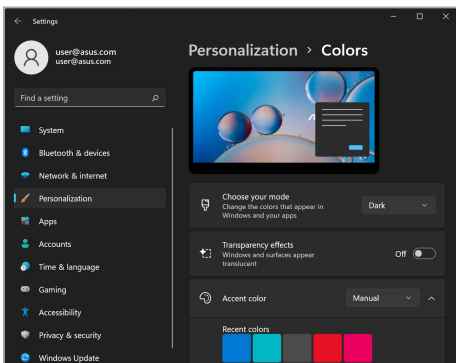 Settings
user@asus.com
user@asus.com
Find a setting
System
Bluetooth & devices
Network & internet
Personalization
Apps
Accounts
Time & language
Gaming
Accessibility
Privacy & security
Windows Update
Personalization > Colors
Choose your mode
Change the colors that appear in
Windows and your apps
Dark
Transparency effects
Windows and surfaces appear
translucent
Off
Accent color
Manual
Recent colors